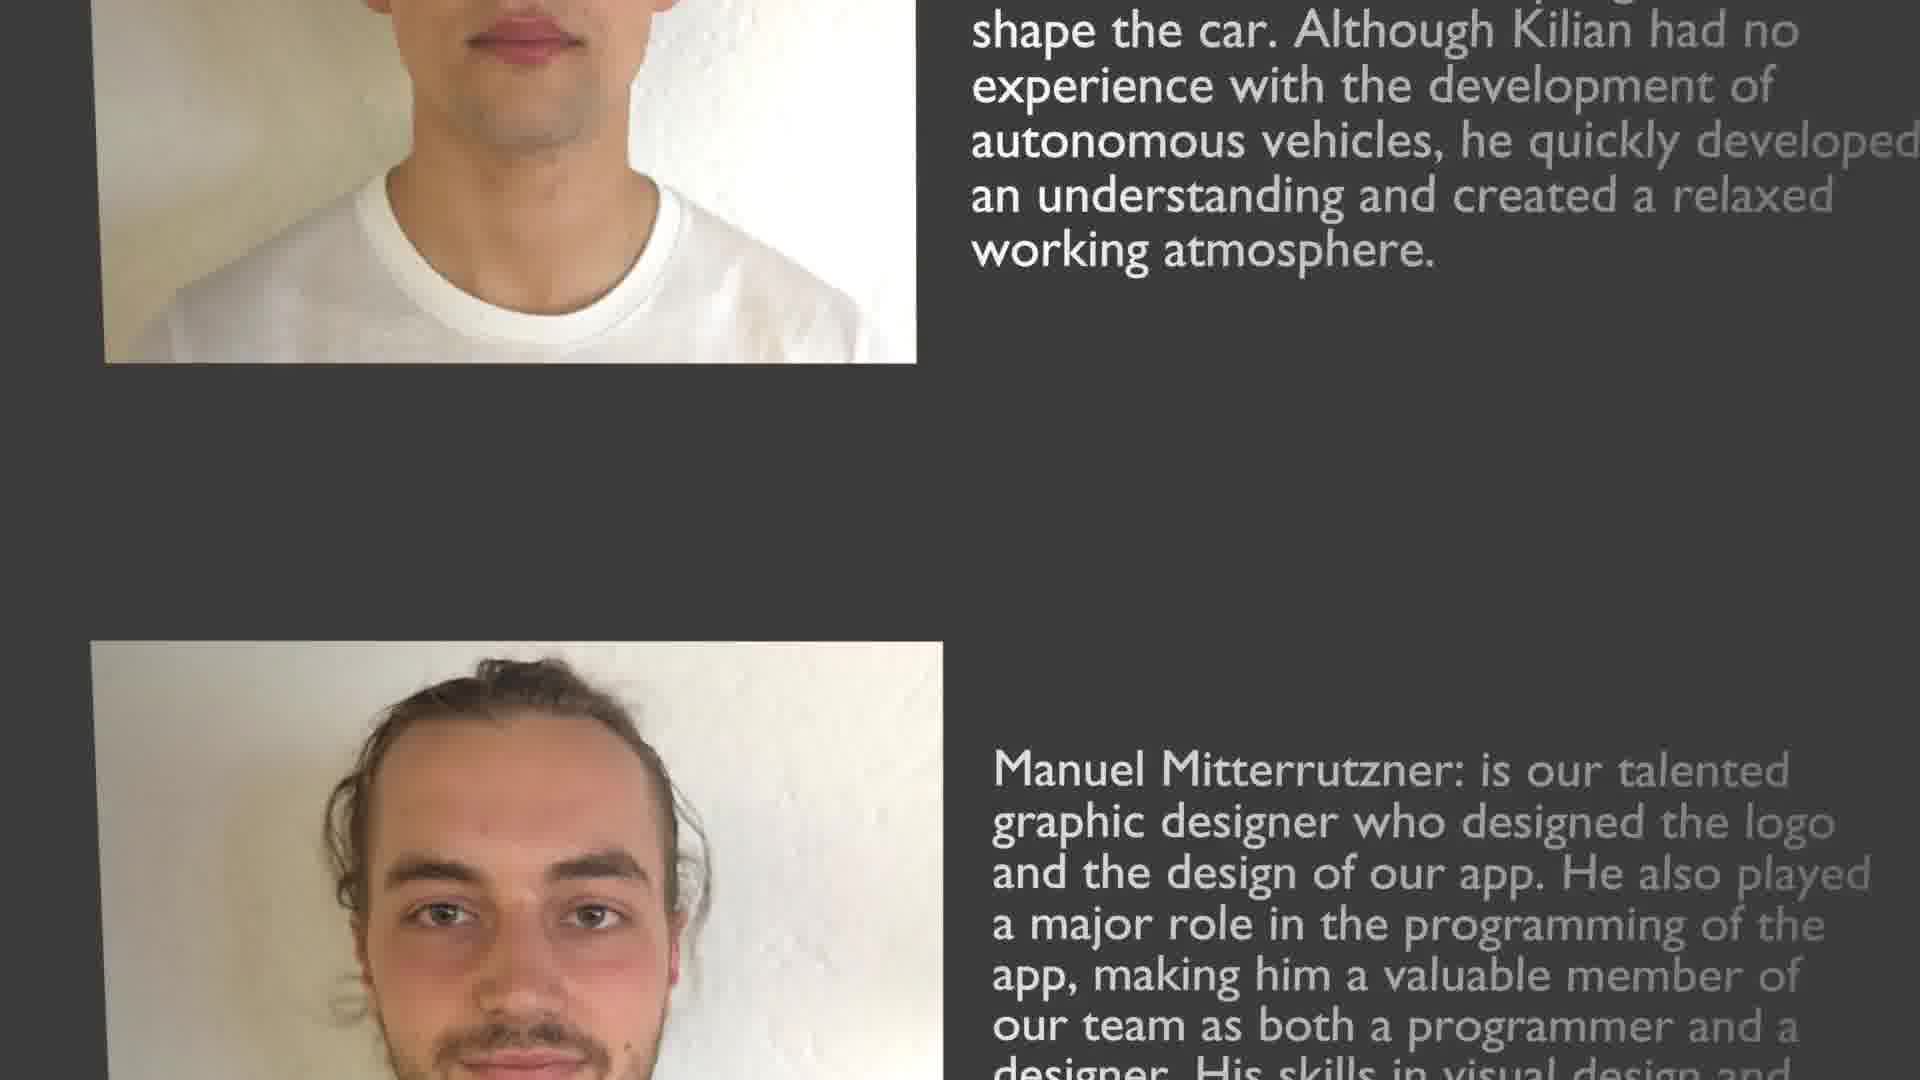 shape the car. Although Kilian had no
experience with the development of
autonomous vehicles, he quickly developed
an understanding and created a relaxed
working atmosphere.
Manuel Mitterrutzner: is our talented
graphic designer who designed the logo
and the design of our app. He also played
a major role in the programming of the
app, making him a valuable member of
our team as both a programmer and a
designer. His skills in visual design and